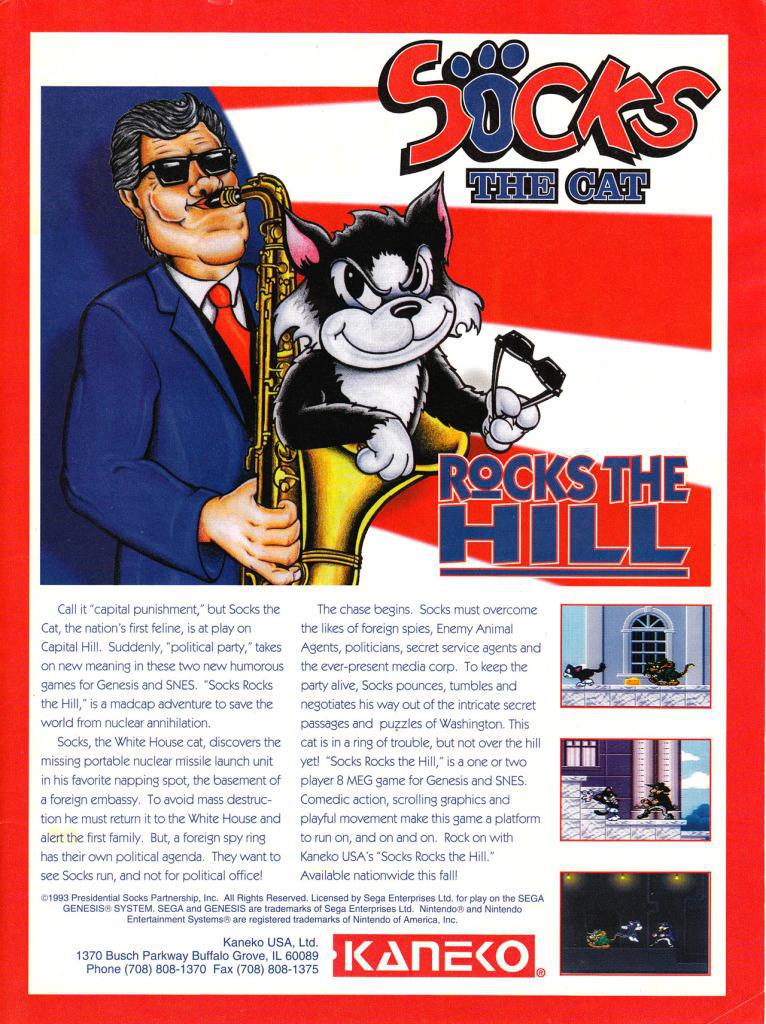 SOCKS
THE CAT
ROCKS THE
HILL
Call it "capital punishment," but Socks the
Cat, the nation's first feline, is at play on
Capital Hill. Suddenly, "political party," takes
on new meaning in these two new humorous
games for Genesis and SNES. "Socks Rocks
the Hill," is a madcap adventure to save the
world from nuclear annihilation.
Socks, the White House cat, discovers the
missing portable nuclear missile launch unit
in his favorite napping spot, the basement of
a foreign embassy. To avoid mass destruc-
tion he must return it to the White House and
alert the first family. But, a foreign spy ring
has their own political agenda. They want to
see Socks run, and not for political office!
The chase begins. Socks must overcome
the likes of foreign spies, Enemy Animal
Agents, politicians, secret service agents and
the ever-present media corp. To keep the
party alive, Socks pounces, tumbles and
negotiates his way out of the intricate secret
passages and puzzles of Washington. This
cat is in a ring of trouble, but not over the hill
yet! "Socks Rocks the Hill," is a one or two
player 8 MEG game for Genesis and SNES.
Comedic action, scrolling graphics and
playful movement make this game a platform
to run on, and on and on. Rock on with
Kaneko USA's "Socks Rocks the Hill."
Available nationwide this fall!
©1993 Presidential Socks Partnership, Inc. All Rights Reserved. Licensed by Sega Enterprises Ltd. for play on the SEGA
GENESIS® SYSTEM. SEGA and GENESIS are trademarks of Sega Enterprises Ltd. Nintendo® and Nintendo
Entertainment Systems® are registered trademarks of Nintendo of America, Inc.
Kaneko USA, Ltd.
1370 Busch Parkway Buffalo Grove, IL 60089
Phone (708) 808-1370 Fax (708) 808-1375
KANEKO®